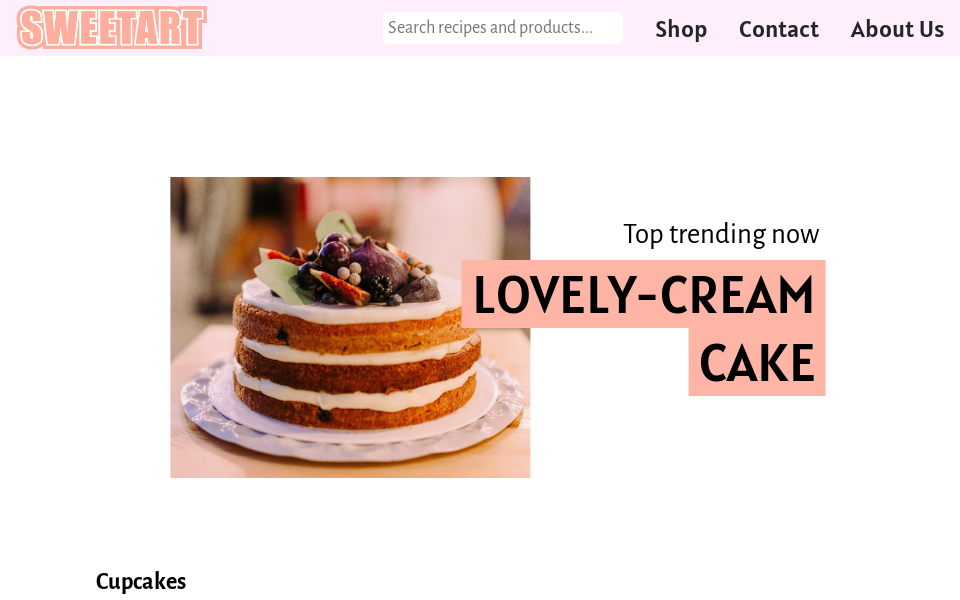 SWEETART
Search recipes and products...
Shop
Contact
About Us
Top trending now
LOVELY-CREAM
CAKE
Cupcakes